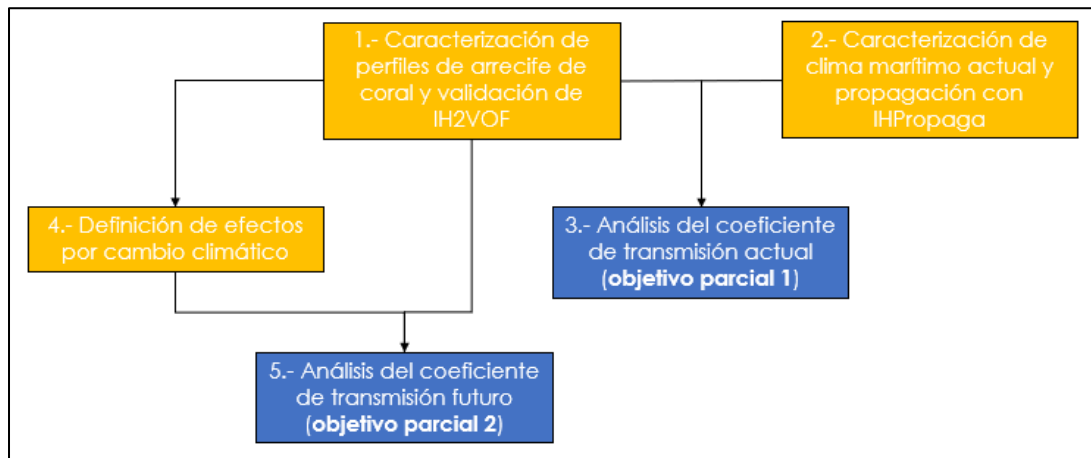 1.- Caracterización de
perfiles de arrecife de
coral y validación de
IH2VOF
2.- Caracterización de
clima marítimo actual y
propagación con
IHPropaga
4.- Definición de efectos
por cambio climático
3.- Análisis del coeficiente
de transmisión actual
(objetivo parcial 1)
5.- Análisis del coeficiente
de transmisión futuro
(objetivo parcial 2)